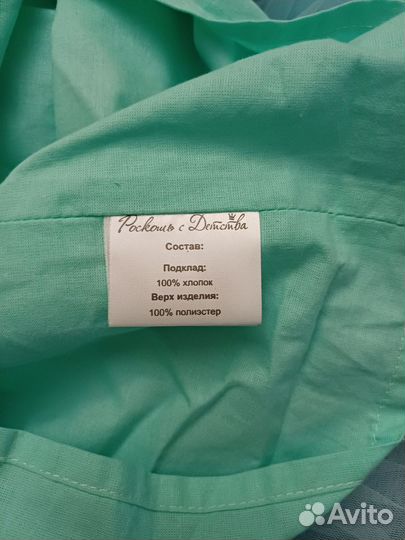 Роскошь с Детства
Состав:
Подклад:
100% хлопок
Верх изделия:
100% полиэстер
Avito